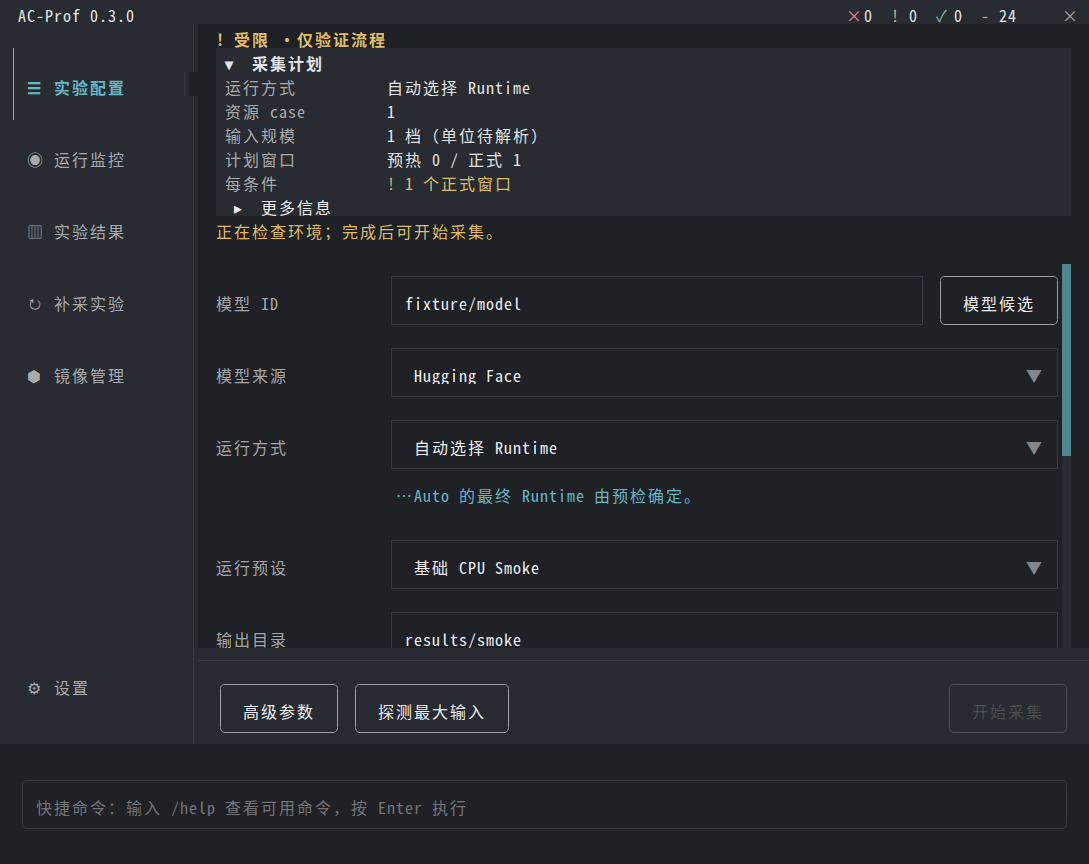 AC-Prof 0.3.0
✕ 0 ! 0 ✓ 0 - 24 ✕
☰ 实验配置
◉ 运行监控
▥ 实验结果
↻ 补采实验
⬢ 镜像管理
⚙ 设置
! 受限 · 仅验证流程
▼ 采集计划
运行方式 自动选择 Runtime
资源 case 1
输入规模 1 档（单位待解析）
计划窗口 预热 0 / 正式 1
每条件 ! 1 个正式窗口
▶ 更多信息
正在检查环境；完成后可开始采集。
模型 ID fixture/model 模型候选
模型来源 Hugging Face ▼
运行方式 自动选择 Runtime ▼
…Auto 的最终 Runtime 由预检确定。
运行预设 基础 CPU Smoke ▼
输出目录 results/smoke
高级参数 探测最大输入 开始采集
快捷命令：输入 /help 查看可用命令，按 Enter 执行